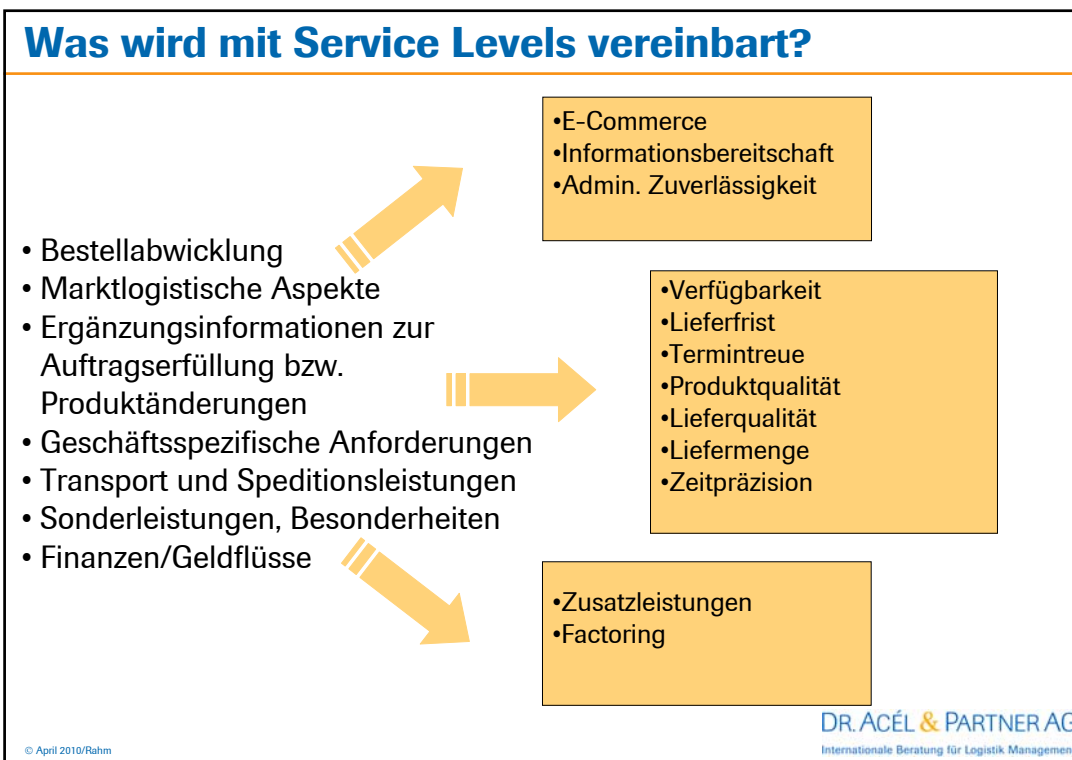 Was wird mit Service Levels vereinbart?
•E-Commerce
•Informationsbereitschaft
•Admin. Zuverlässigkeit
• Bestellabwicklung
• Marktlogistische Aspekte
• Ergänzungsinformationen zur
Auftragserfüllung bzw.
Produktänderungen
• Geschäftsspezifische Anforderungen
• Transport und Speditionsleistungen
• Sonderleistungen, Besonderheiten
• Finanzen/Geldflüsse
•Verfügbarkeit
•Lieferfrist
•Termintreue
•Produktqualität
•Lieferqualität
•Liefermenge
•Zeitpräzision
•Zusatzleistungen
•Factoring
© April 2010/Rahm
DR. ACÉL & PARTNER AG
Internationale Beratung für Logistik Managemen